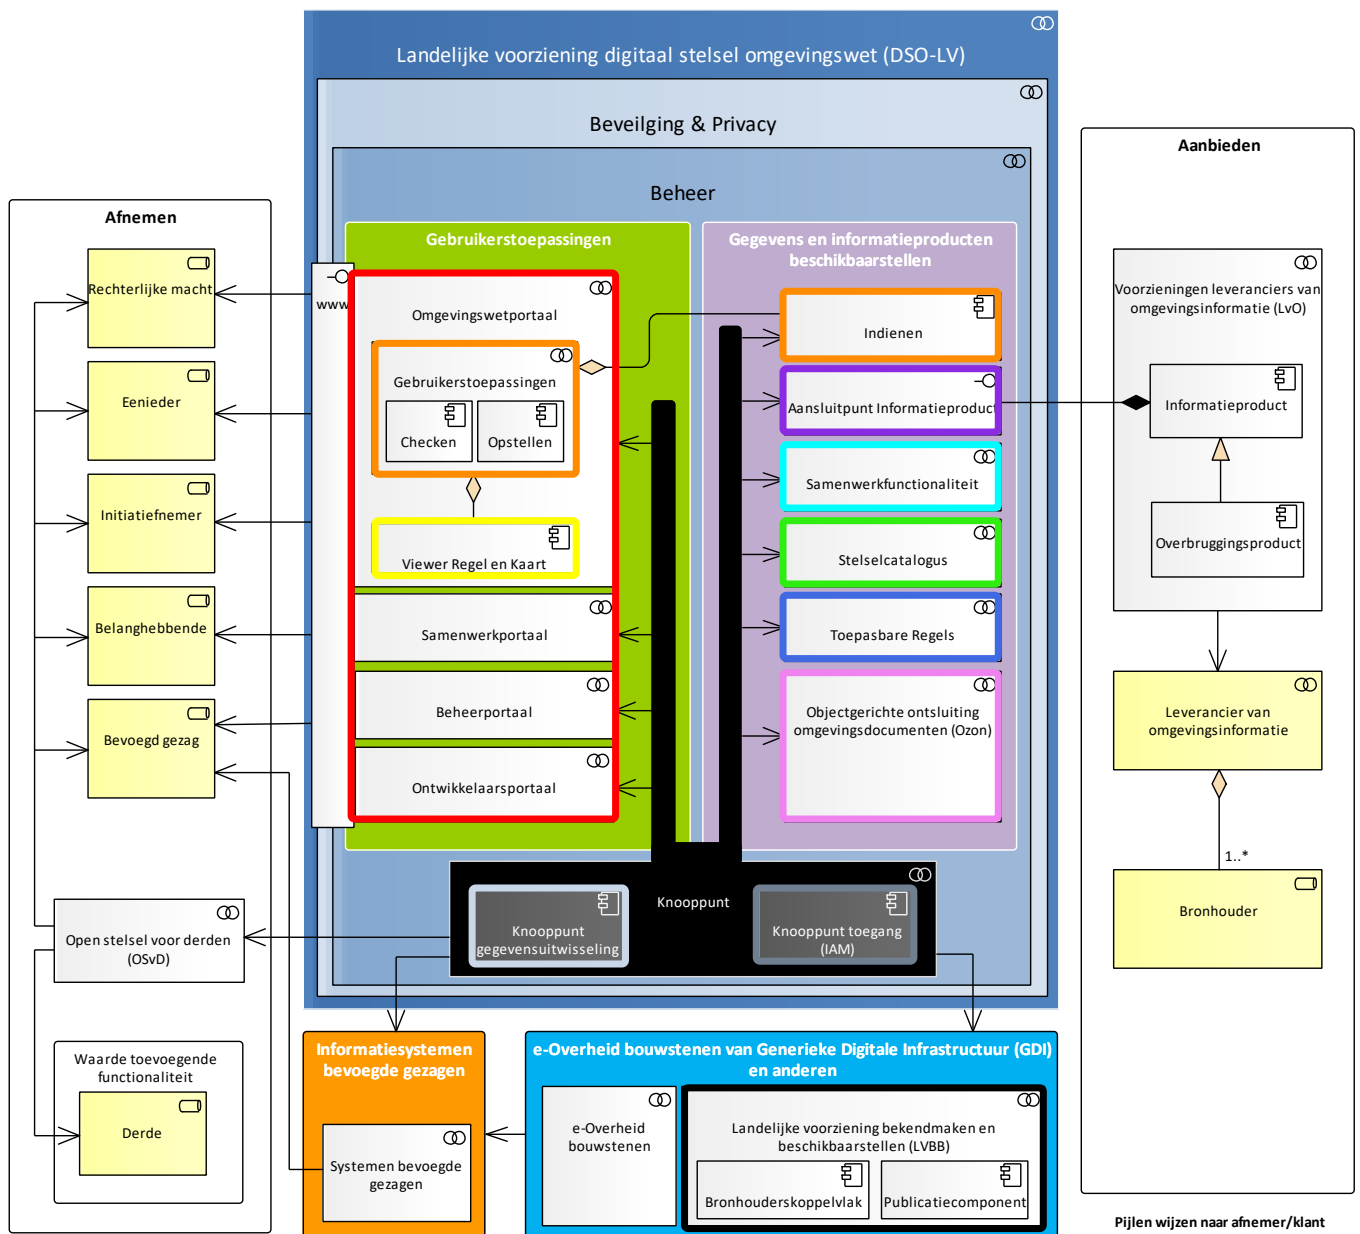 Landelijke voorziening digitaal stelsel omgevingswet (DSO-LV)
Beveilging & Privacy
Beheer
Afnemen
Rechterlijke macht
Eenieder
Initiatiefnemer
Belanghebbende
Bevoegd gezag
Open stelsel voor derden
(OSvD)
Waarde toevoegende
functionaliteit
Derde
www
Gebruikerstoepassingen
Omgevingswetportaal
Gebruikerstoepassingen
Checken
Opstellen
Viewer Regel en Kaart
Samenwerkportaal
Beheerportaal
Ontwikkelaarsportaal
Gegevens en informatieproducten
beschikbaarstellen
Indienen
Aansluitpunt Informatieproduct
Samenwerkfunctionaliteit
Stelselcatalogus
Toepasbare Regels
Objectgerichte ontsluiting
omgevingsdocumenten (Ozon)
Knooppunt
Knooppunt
gegevensuitwisseling
Knooppunt toegang
(IAM)
Informatiesystemen
bevoegde gezagen
Systemen bevoegde
gezagen
e-Overheid bouwstenen van Generieke Digitale Infrastructuur (GDI)
en anderen
e-Overheid
bouwstenen
Landelijke voorziening bekendmaken en
beschikbaarstellen (LVBB)
Bronhouderskoppelvlak
Publicatiecomponent
Aanbieden
Voorzieningen leveranciers van
omgevingsinformatie (LvO)
Informatieproduct
Overbruggingsproduct
Leverancier van
omgevingsinformatie
1..*
Bronhouder
Pijlen wijzen naar afnemer/klant